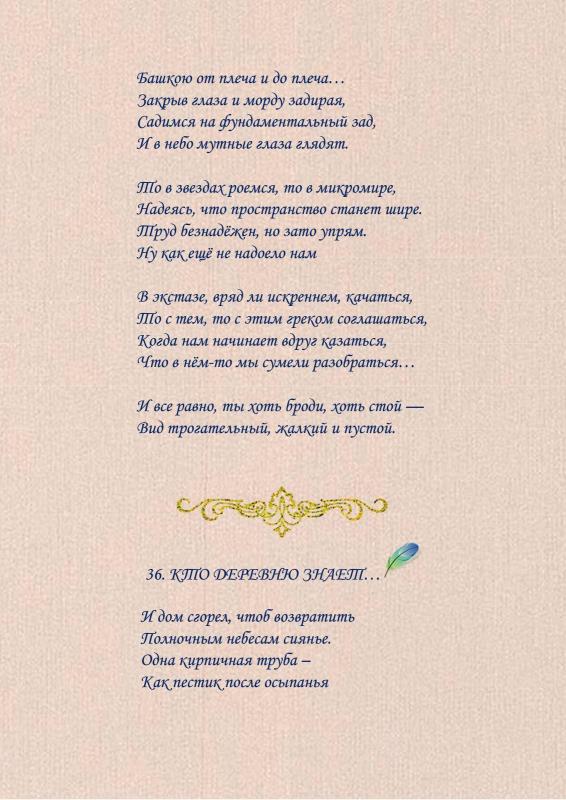 Башкою от плеча и до плеча…
Закрыв глаза и морду задирая,
Садимся на фундаментальный зад,
И в небо мутные глаза глядят.
То в звездах роемся, то в микромире,
Надеясь, что пространство станет шире.
Труд безнадёжен, но зато упрям.
Ну как ещё не надоело нам
В экстазе, вряд ли искреннем, качаться,
То с тем, то с этим греком соглашаться,
Когда нам начинает вдруг казаться,
Что в нём-то мы сумели разобраться…
И все равно, ты хоть броди, хоть стой —
Вид трогательный, жалкий и пустой.
36. КТО ДЕРЕВНЮ ЗНАЕТ…
И дом сгорел, чтоб возвратить
Полночным небесам сиянье.
Одна кирпичная труба –
Как пестик после осыпанья